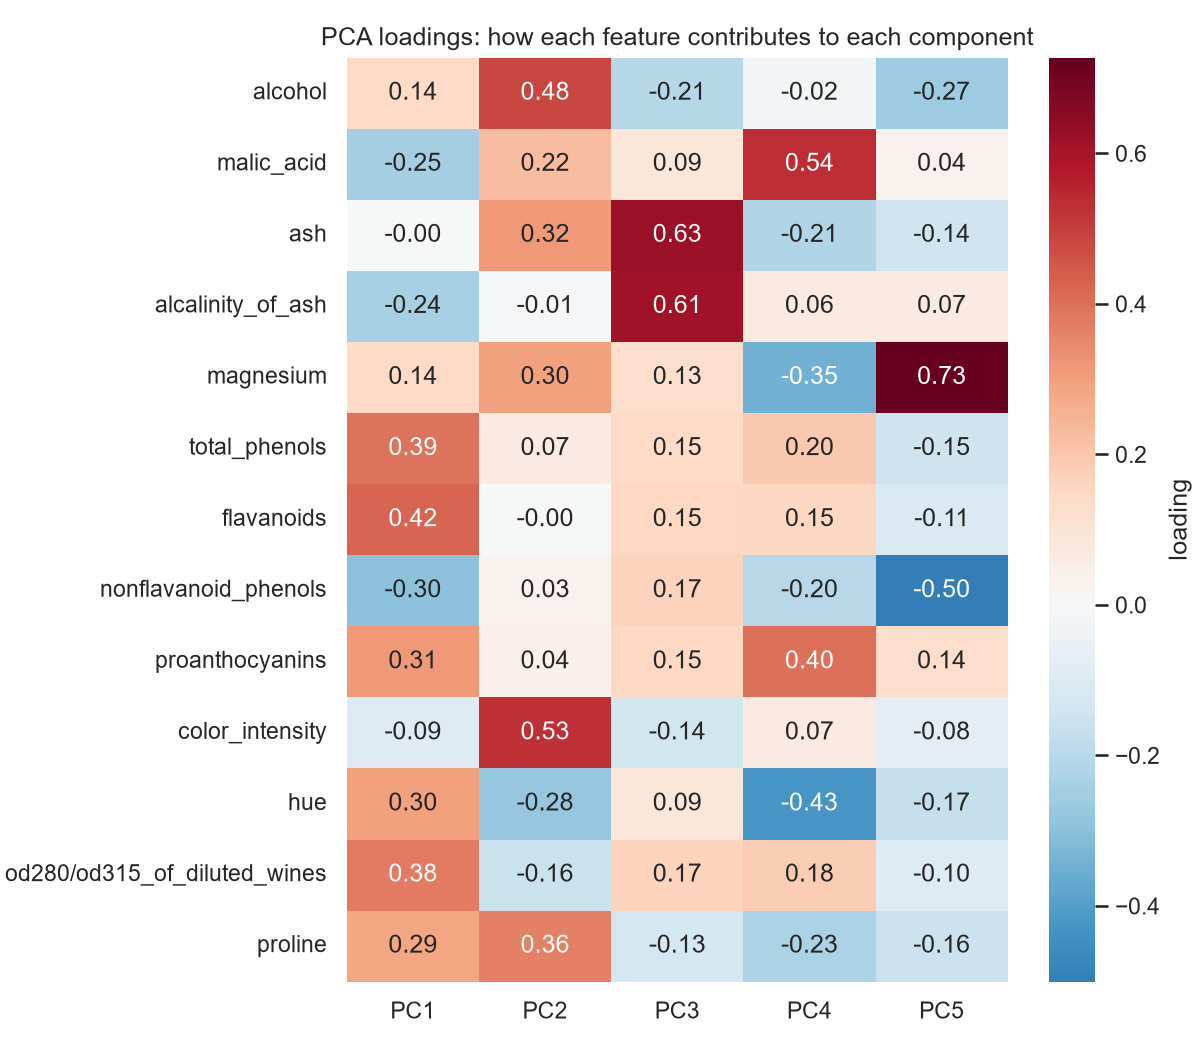 PCA loadings: how each feature contributes to each component
alcohol 0.14 0.48 -0.21 -0.02 -0.27
malic_acid -0.25 0.22 0.09 0.54 0.04
ash -0.00 0.32 0.63 -0.21 -0.14
alcalinity_of_ash -0.24 -0.01 0.61 0.06 0.07
magnesium 0.14 0.30 0.13 -0.35 0.73
total_phenols 0.39 0.07 0.15 0.20 -0.15
flavanoids 0.42 -0.00 0.15 0.15 -0.11
nonflavanoid_phenols -0.30 0.03 0.17 -0.20 -0.50
proanthocyanins 0.31 0.04 0.15 0.40 0.14
color_intensity -0.09 0.53 -0.14 0.07 -0.08
hue 0.30 -0.28 0.09 -0.43 -0.17
od280/od315_of_diluted_wines 0.38 -0.16 0.17 0.18 -0.10
proline 0.29 0.36 -0.13 -0.23 -0.16
PC1 PC2 PC3 PC4 PC5
0.6
0.4
0.2
0.0
−0.2
−0.4
loading